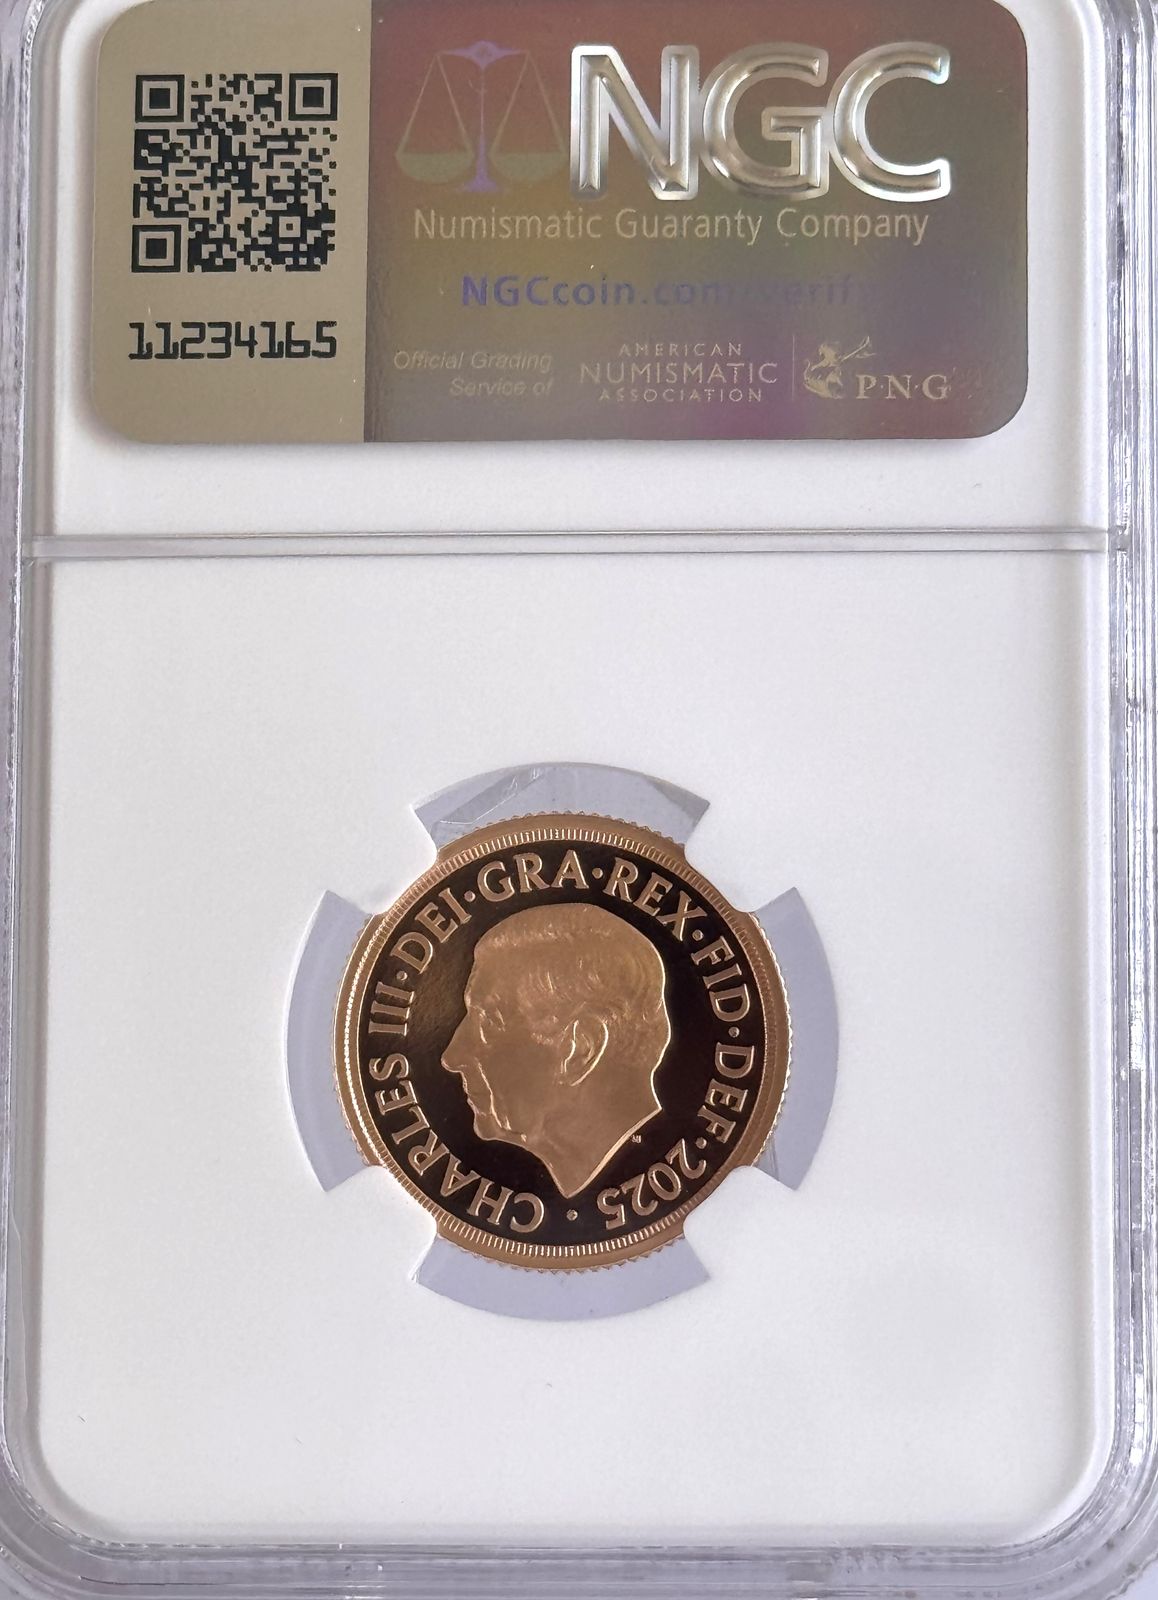 NGC
Numismatic Guaranty Company
NGCcoin.com/verify
11234165
Official Grading
Service of
AMERICAN
NUMISMATIC
ASSOCIATION
P·N·G
CHARLES III·DEI·GRA·REX·FID·DEF·2025·